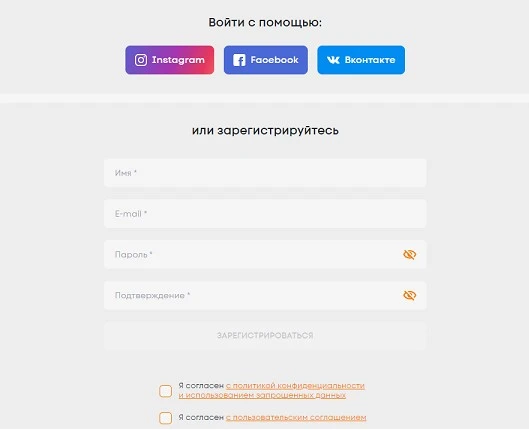 Войти с помощью:
Instagram
Facebook
Вконтакте
или зарегистрируйтесь
Имя *
E-mail *
Пароль *
Подтверждение *
ЗАРЕГИСТРИРОВАТЬСЯ
Я согласен с политикой конфиденциальности
и использованием запрошенных данных
Я согласен с пользовательским соглашением